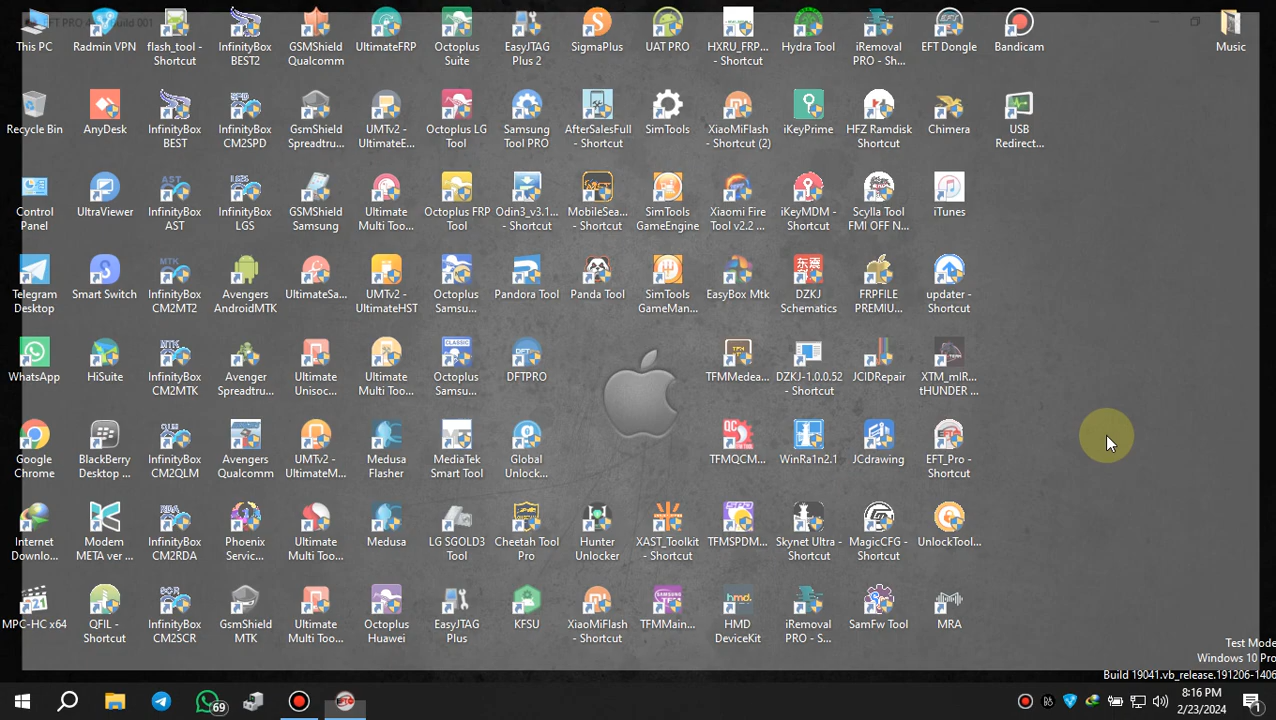 EFT PRO
ild 001
This PC
Radmin VPN
flash_tool -
Shortcut
InfinityBox
BEST2
GSMShield
Qualcomm
UltimateFRP
Octoplus
Suite
EasyJTAG
Plus 2
SigmaPlus
UAT PRO
HXRU_FRP...
- Shortcut
Hydra Tool
iRemoval
PRO - Sh...
EFT Dongle
Bandicam
Music
Recycle Bin
AnyDesk
InfinityBox
BEST
InfinityBox
CM2SPD
GsmShield
Spreadtru...
UMTv2 -
UltimateE...
Octoplus LG
Tool
Samsung
Tool PRO
AfterSalesFull
- Shortcut
SimTools
XiaoMiFlash
- Shortcut (2)
iKeyPrime
HFZ Ramdisk
Shortcut
Chimera
USB
Redirect...
Control
Panel
UltraViewer
InfinityBox
AST
InfinityBox
LGS
GSMShield
Samsung
Ultimate
Multi Too...
Octoplus FRP
Tool
Odin3_v3.1...
- Shortcut
MobileSea...
- Shortcut
SimTools
GameEngine
Xiaomi Fire
Tool v2.2 ...
iKeyMDM -
Shortcut
Scylla Tool
FMI OFF N...
iTunes
Telegram
Desktop
Smart Switch
InfinityBox
CM2MT2
Avengers
AndroidMTK
UltimateSa...
UMTv2 -
UltimateHST
Octoplus
Samsu...
Pandora Tool
Panda Tool
SimTools
GameMan...
EasyBox Mtk
DZKJ
Schematics
FRPFILE
PREMIU...
updater -
Shortcut
WhatsApp
HiSuite
InfinityBox
CM2MTK
Avenger
Spreadtru...
Ultimate
Unisoc...
Ultimate
Multi Too...
Octoplus
Samsu...
DFTPRO
TFMMedea...
DZKJ-1.0.0.52
- Shortcut
JCIDRepair
XTM_mIR...
tHUNDER ...
Google
Chrome
BlackBerry
Desktop ...
InfinityBox
CM2QLM
Avengers
Qualcomm
UMTv2 -
UltimateM...
Medusa
Flasher
MediaTek
Smart Tool
Global
Unlock...
TFMQCM...
WinRa1n2.1
JCdrawing
EFT_Pro -
Shortcut
Internet
Downlo...
Modem
META ver ...
InfinityBox
CM2RDA
Phoenix
Servic...
Ultimate
Multi Too...
Medusa
LG SGOLD3
Tool
Cheetah Tool
Pro
Hunter
Unlocker
XAST_Toolkit
- Shortcut
TFMSPDM...
Skynet Ultra -
Shortcut
MagicCFG -
Shortcut
UnlockTool...
MPC-HC x64
QFIL -
Shortcut
InfinityBox
CM2SCR
GsmShield
MTK
Ultimate
Multi Too...
Octoplus
Huawei
EasyJTAG
Plus
KFSU
XiaoMiFlash
- Shortcut
TFMMain...
HMD
DeviceKit
iRemoval
PRO - S...
SamFw Tool
MRA
Test Mode
Windows 10 Pro
Build 19041.vb_release.191206-1406
69
8:16 PM
2/23/2024
1